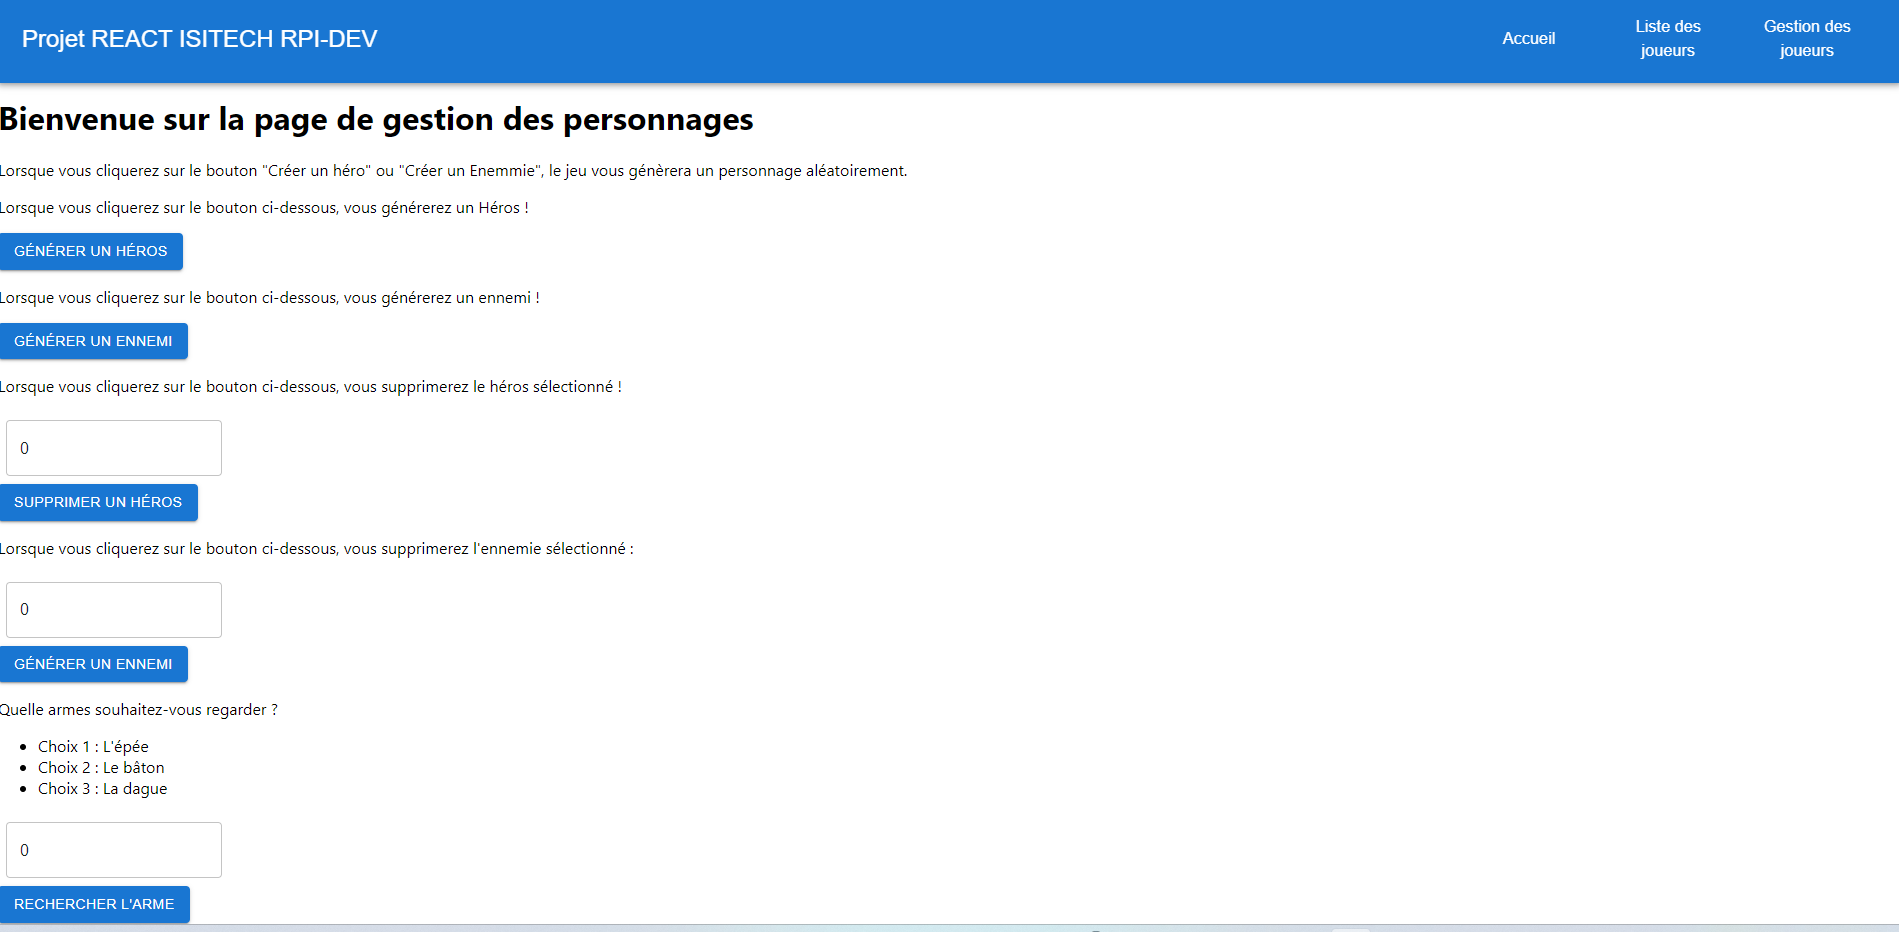 Projet REACT ISITECH RPI-DEV
Accueil
Liste des
joueurs
Gestion des
joueurs
Bienvenue sur la page de gestion des personnages
Lorsque vous cliquerez sur le bouton "Créer un héro" ou "Créer un Enemmie", le jeu vous génèrera un personnage aléatoirement.
Lorsque vous cliquerez sur le bouton ci-dessous, vous générerez un Héros !
GÉNÉRER UN HÉROS
Lorsque vous cliquerez sur le bouton ci-dessous, vous générerez un ennemi !
GÉNÉRER UN ENNEMI
Lorsque vous cliquerez sur le bouton ci-dessous, vous supprimerez le héros sélectionné !
0
SUPPRIMER UN HÉROS
Lorsque vous cliquerez sur le bouton ci-dessous, vous supprimerez l'ennemie sélectionné :
0
GÉNÉRER UN ENNEMI
Quelle armes souhaitez-vous regarder ?
• Choix 1 : L'épée
• Choix 2 : Le bâton
• Choix 3 : La dague
0
RECHERCHER L'ARME